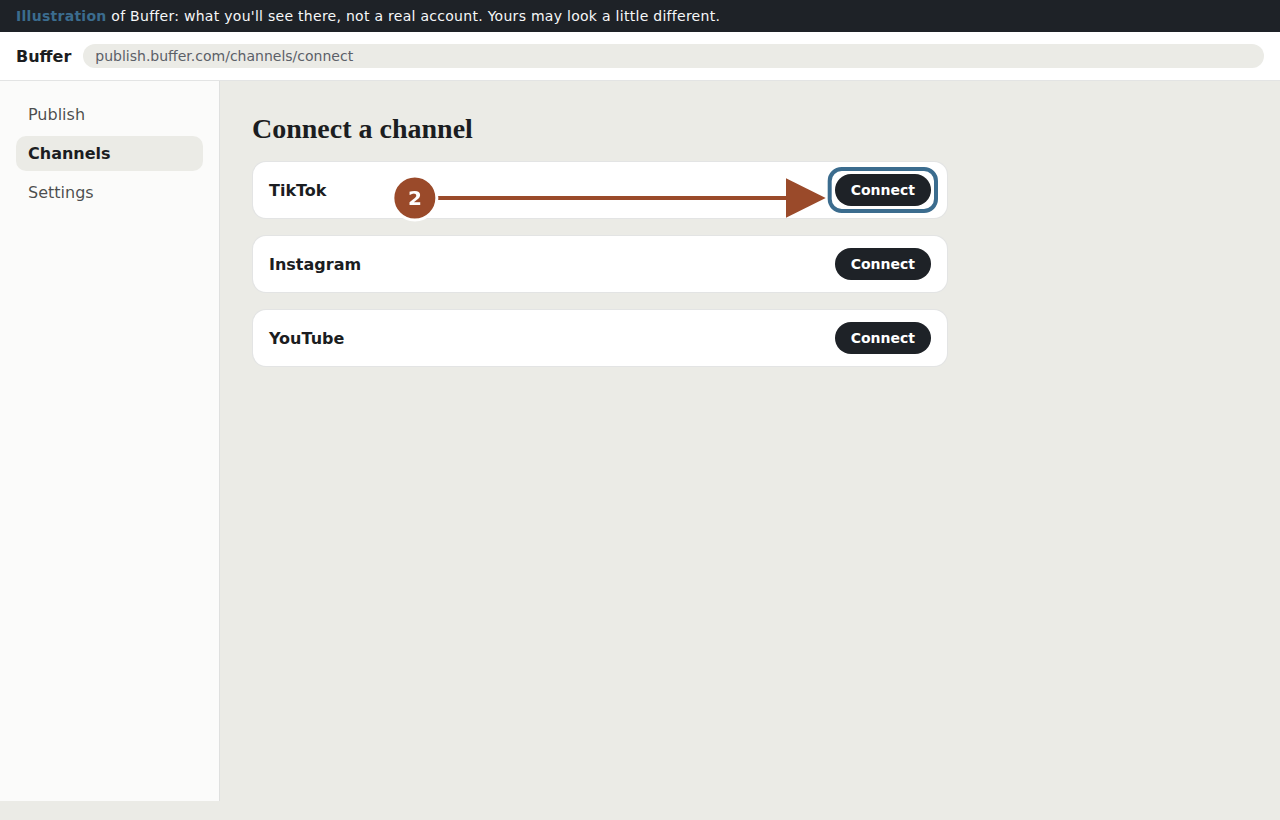 Illustration of Buffer: what you'll see there, not a real account. Yours may look a little different.
Buffer
publish.buffer.com/channels/connect
Publish
Channels
Settings
Connect a channel
TikTok
2
Connect
Instagram
Connect
YouTube
Connect